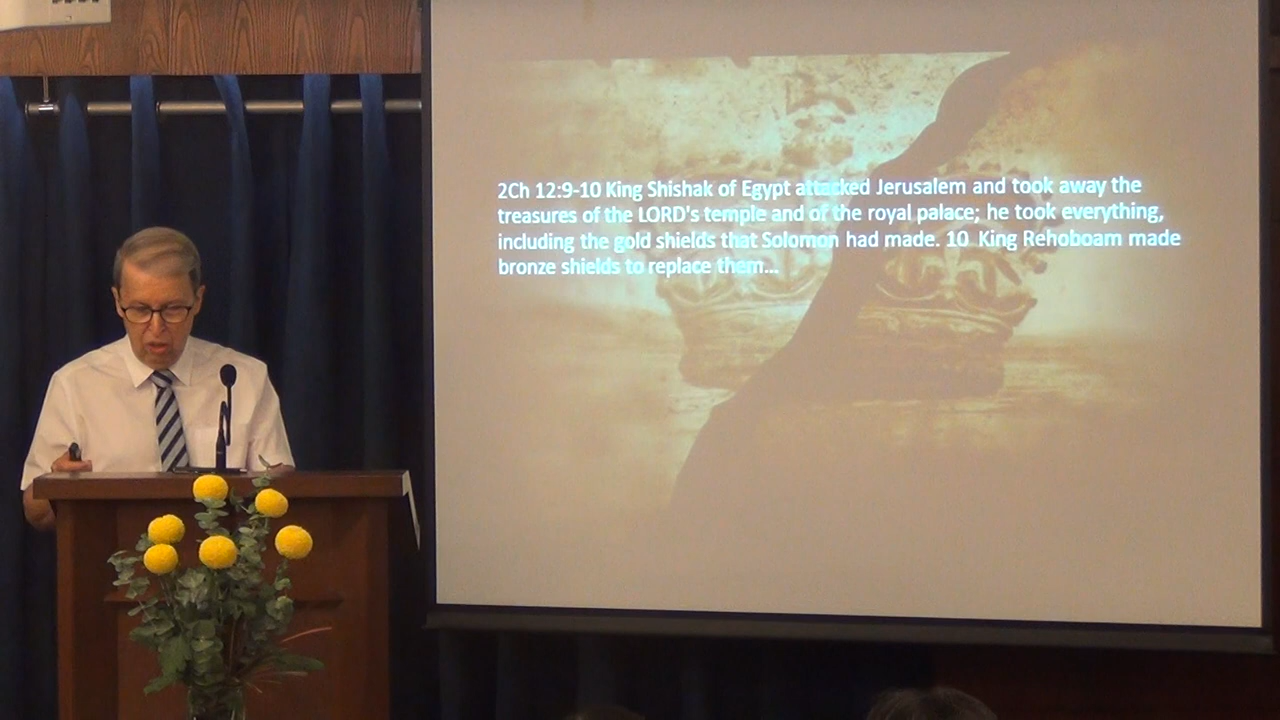 2Ch 12:9-10 King Shishak of Egypt attacked Jerusalem and took away the
treasures of the LORD's temple and of the royal palace; he took everything,
including the gold shields that Solomon had made. 10  King Rehoboam made
bronze shields to replace them...